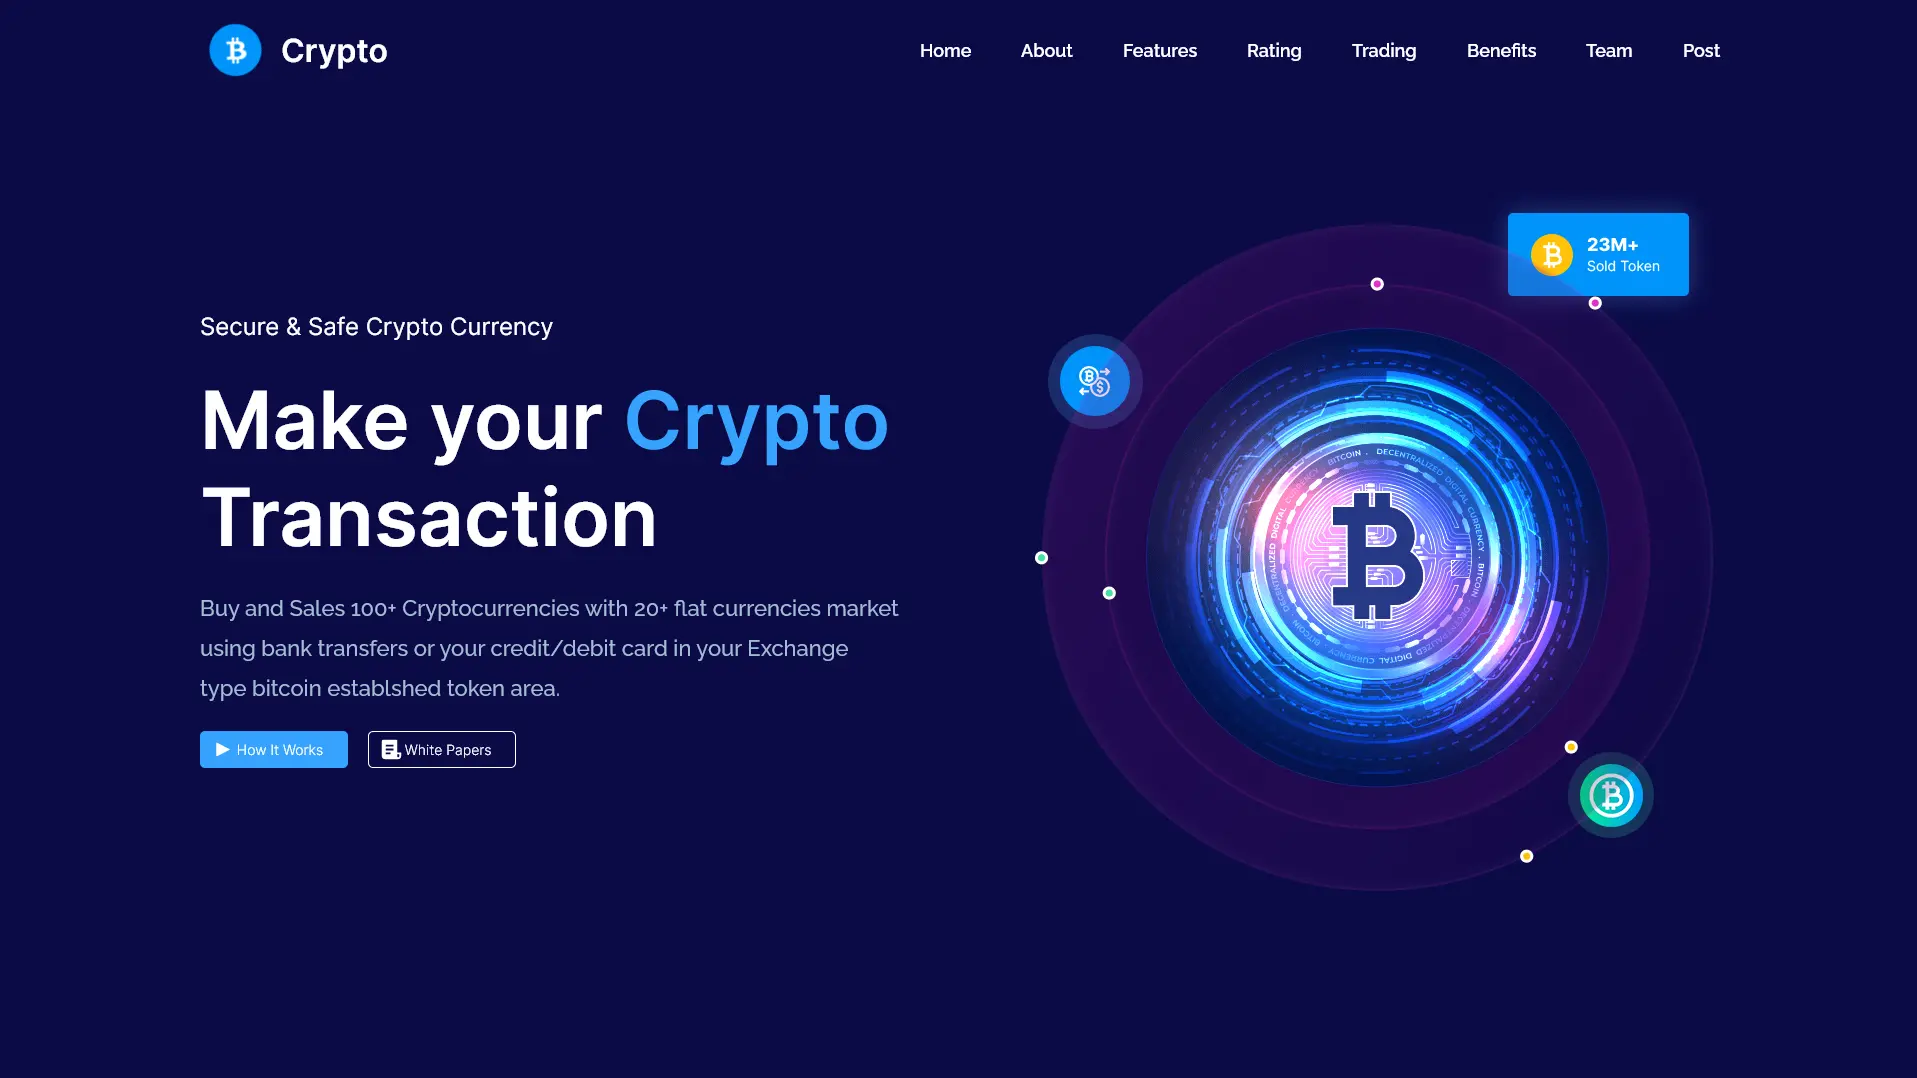 Crypto
Home About Features Rating Trading Benefits Team Post
23M+
Sold Token
Secure & Safe Crypto Currency
Make your Crypto
Transaction
Buy and Sales 100+ Cryptocurrencies with 20+ flat currencies market
using bank transfers or your credit/debit card in your Exchange
type bitcoin establshed token area.
How It Works
White Papers
BITCOIN . DECENTRALIZED DIGITAL CURRENCY . BITCOIN . DECENTRALIZED DIGITAL CURRENCY . BITCOIN . DECENTRALIZED DIGITAL CURRENCY